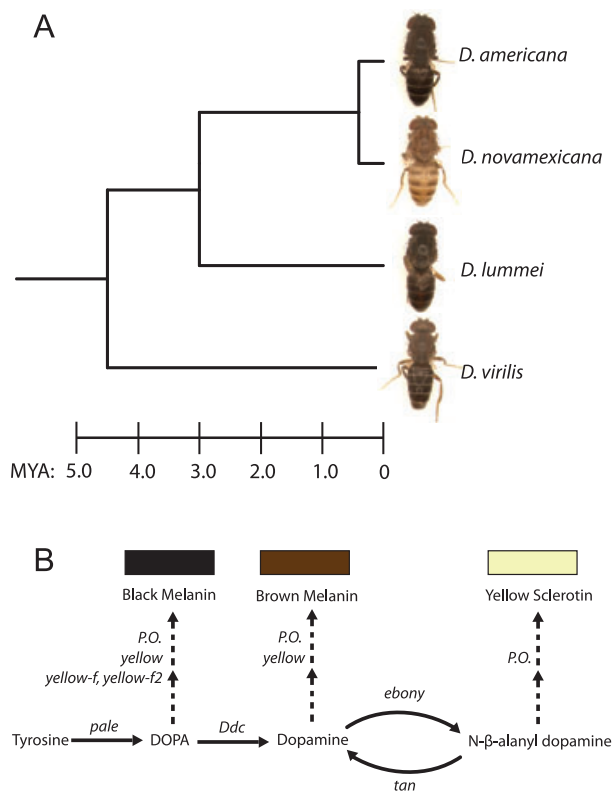 A
D. americana
D. novamexicana
D. lummei
D. virilis
MYA: 5.0 4.0 3.0 2.0 1.0 0
B
Black Melanin Brown Melanin Yellow Sclerotin
P.O. P.O.
yellow yellow P.O.
yellow-f, yellow-f2
ebony
pale Ddc
Tyrosine DOPA Dopamine N-β-alanyl dopamine
tan